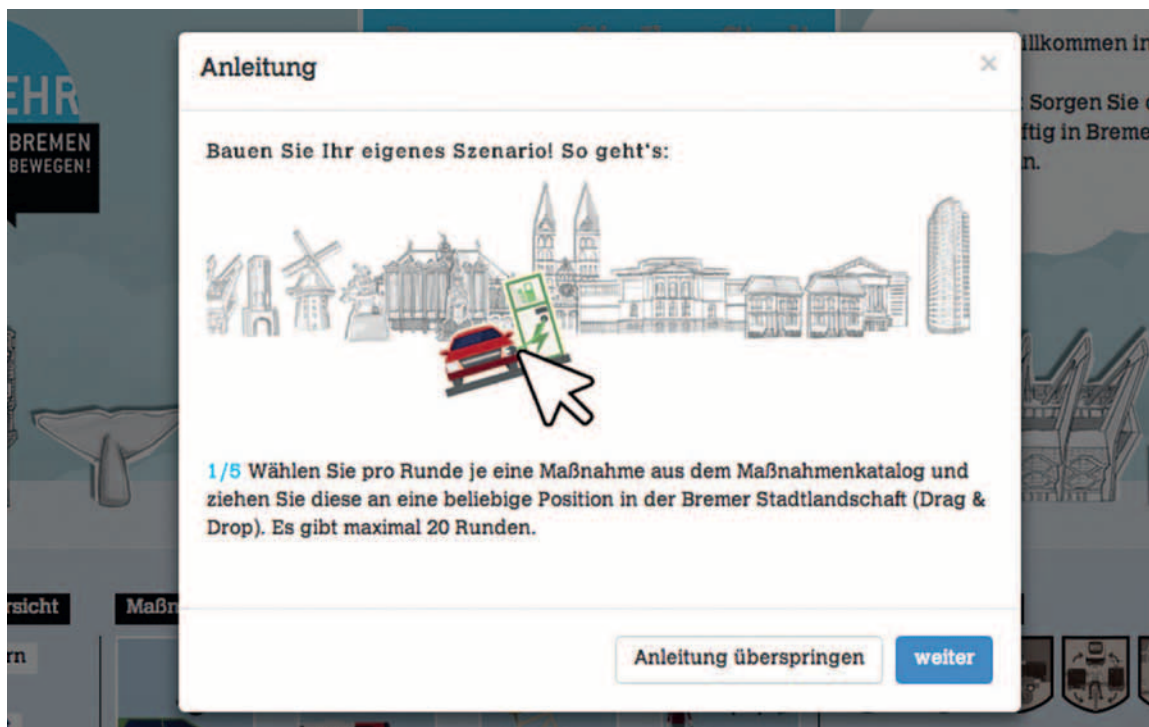 EHR
BREMEN
BEWEGEN!
illkommen in
Sorgen Sie
ftig in Breme
n.
Anleitung
×
Bauen Sie Ihr eigenes Szenario! So geht's:
1/5 Wählen Sie pro Runde je eine Maßnahme aus dem Maßnahmenkatalog und
ziehen Sie diese an eine beliebige Position in der Bremer Stadtlandschaft (Drag &
Drop). Es gibt maximal 20 Runden.
rsicht
Maßn
rn
Anleitung überspringen
weiter